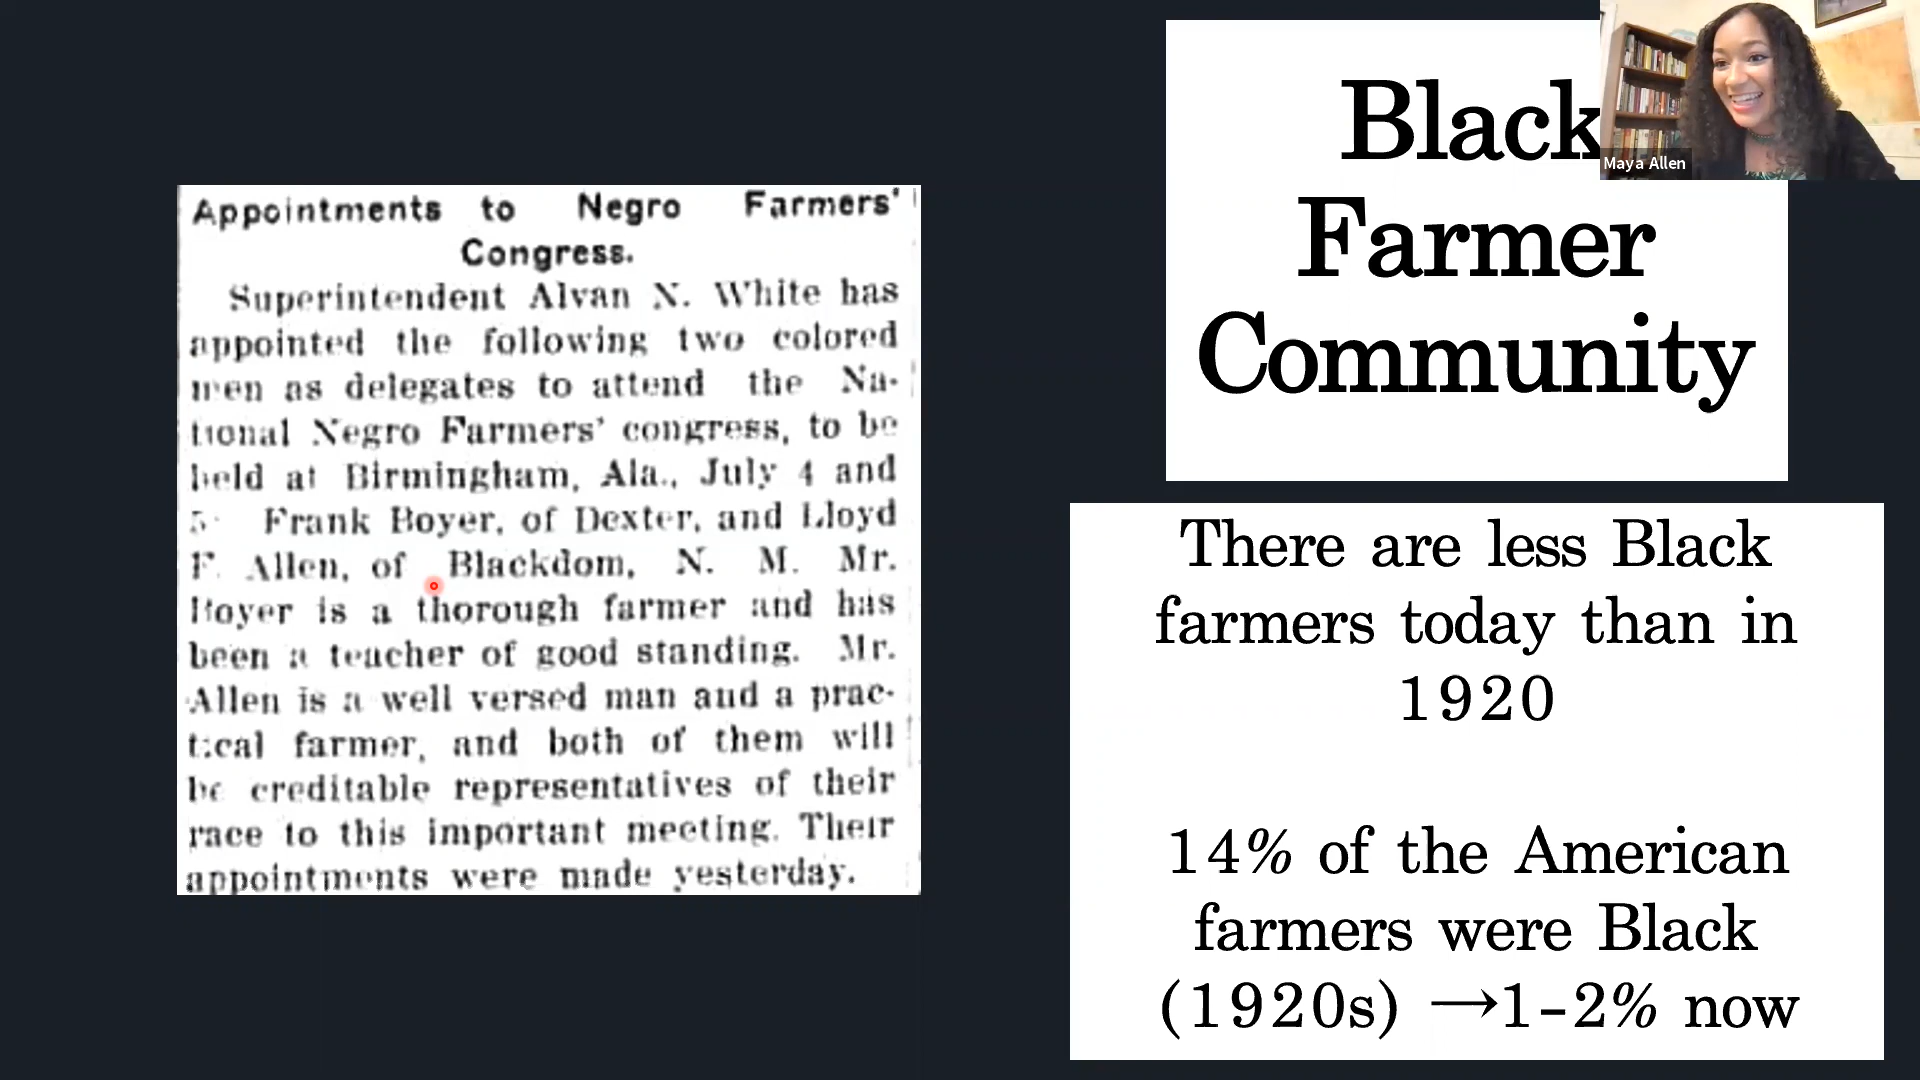 Appointments to Negro Farmers'
Congress.
Superintendent Alvan N. White has
appointed the following two colored
men as delegates to attend the Na-
tional Negro Farmers' congress, to be
held at Birmingham, Ala., July 4 and
5. Frank Boyer, of Dexter, and Lloyd
F. Allen, of Blackdom, N. M. Mr.
Boyer is a thorough farmer and has
been a teacher of good standing. Mr.
Allen is a well versed man and a prac-
tical farmer, and both of them will
be creditable representatives of their
race to this important meeting. Their
appointments were made yesterday.
Black
Farmer
Community
There are less Black
farmers today than in
1920
14% of the American
farmers were Black
(1920s) →1-2% now
Maya Allen